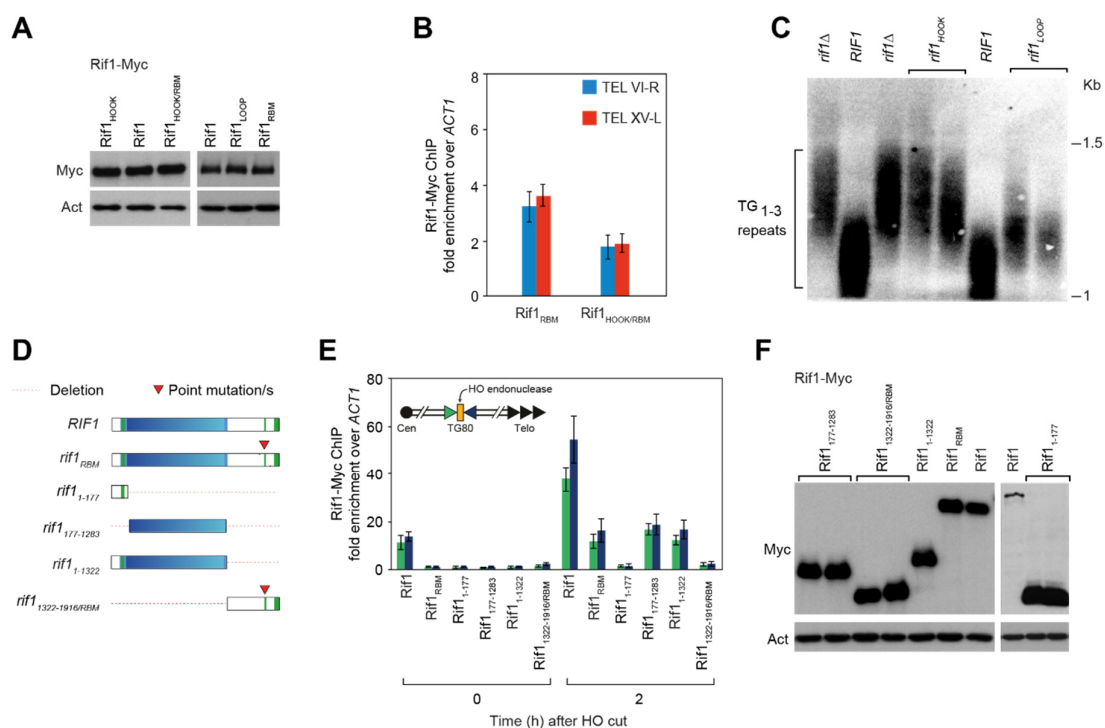 A
Rif1-Myc
Rif1HOOK
Rif1
Rif1HOOK/RBM
Rif1
Rif1LOOP
Rif1RBM
Myc
Act
B
Rif1-Myc ChIP
fold enrichment over ACT1
8
6
4
2
0
TEL VI-R
TEL XV-L
Rif1RBM
Rif1HOOK/RBM
C
rif1Δ
RIF1
rif1Δ
rif1HOOK
RIF1
rif1LOOP
Kb
–1.5
TG1-3
repeats
–1
D
Deletion
Point mutation/s
RIF1
rif1RBM
rif11-177
rif1177-1283
rif11-1322
rif11322-1916/RBM
E
Rif1-Myc ChIP
fold enrichment over ACT1
80
60
40
20
0
HO endonuclease
Cen
TG80
Telo
Rif1
Rif1RBM
Rif11-177
Rif1177-1283
Rif11-1322
Rif11322-1916/RBM
Rif1
Rif1RBM
Rif11-177
Rif1177-1283
Rif11-1322
Rif11322-1916/RBM
0
2
Time (h) after HO cut
F
Rif1-Myc
Rif1177-1283
Rif11322-1916/RBM
Rif11-1322
Rif1RBM
Rif1
Rif1
Rif11-177
Myc
Act